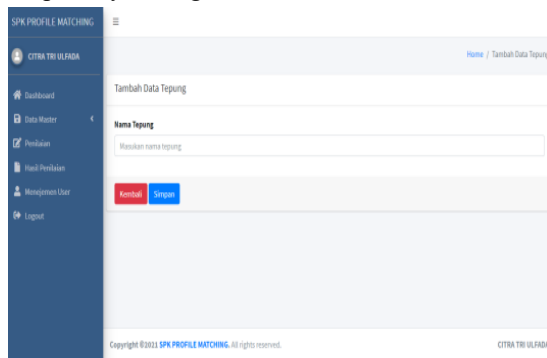 SPK PROFILE MATCHING
CITRA TRI ULFADA
Home / Tambah Data Tepung
Dashboard
Data Master
Penilaian
Hasil Penilaian
Menejemen User
Logout
Tambah Data Tepung
Nama Tepung
Masukan nama tepung
Kembali Simpan
Copyright ©2021 SPK PROFILE MATCHING. All rights reserved.
CITRA TRI ULFADA